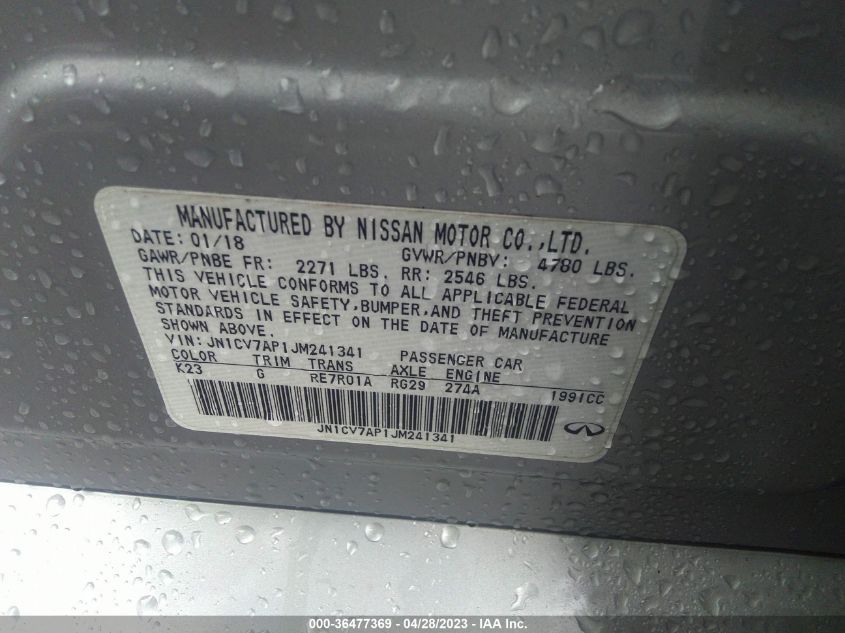 MANUFACTURED BY NISSAN MOTOR CO.,LTD.
DATE: 01/18 GVWR/PNBV: 4780 LBS.
GAWR/PNBE FR: 2271 LBS. RR: 2546 LBS.
THIS VEHICLE CONFORMS TO ALL APPLICABLE FEDERAL
MOTOR VEHICLE SAFETY,BUMPER,AND THEFT PREVENTION
STANDARDS IN EFFECT ON THE DATE OF MANUFACTURE
SHOWN ABOVE.
VIN: JN1CV7AP1JM241341 PASSENGER CAR
COLOR TRIM TRANS AXLE ENGINE
K23 G RE7R01A RG29 274A 1991CC
JN1CV7AP1JM241341
000-36477369 - 04/28/2023 - IAA Inc.